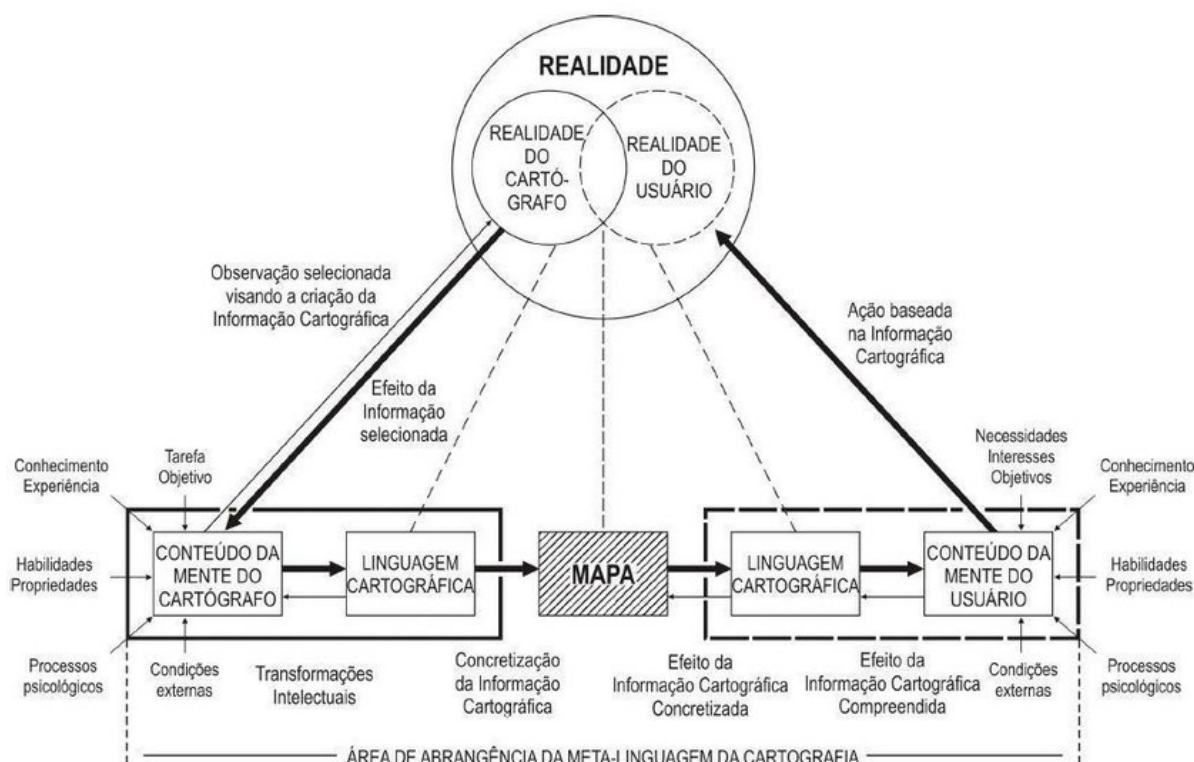 REALIDADE
REALIDADE
DO
CARTÓ-
GRAFO
REALIDADE
DO
USUÁRIO
Observação selecionada
visando a criação da
Informação Cartográfica
Efeito da
Informação
selecionada
Ação baseada
na Informação
Cartográfica
Conhecimento
Experiência
Tarefa
Objetivo
Necessidades
Interesses
Objetivos
Conhecimento
Experiência
Habilidades
Propriedades
CONTEÚDO DA
MENTE DO
CARTÓGRAFO
LINGUAGEM
CARTOGRÁFICA
MAPA
LINGUAGEM
CARTOGRÁFICA
CONTEÚDO DA
MENTE DO
USUÁRIO
Habilidades
Propriedades
Processos
psicológicos
Condições
externas
Transformações
Intelectuais
Concretização
da Informação
Cartográfica
Efeito da
Informação Cartográfica
Concretizada
Efeito da
Informação Cartográfica
Compreendida
Condições
externas
Processos
psicológicos
ÁREA DE ABRANGÊNCIA DA META-LINGUAGEM DA CARTOGRAFIA